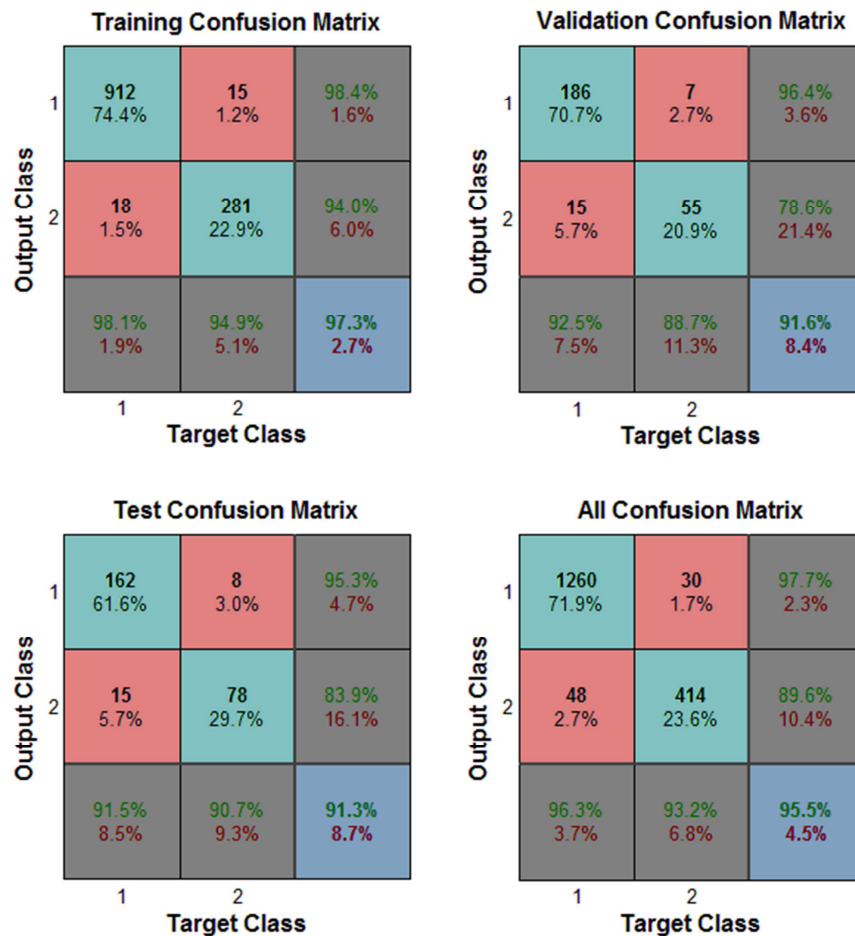 Training Confusion Matrix
912 15 98.4%
1 74.4% 1.2% 1.6%
18 281 94.0%
2 1.5% 22.9% 6.0%
98.1% 94.9% 97.3%
1.9% 5.1% 2.7%
1 2
Target Class
Output Class
Validation Confusion Matrix
186 7 96.4%
1 70.7% 2.7% 3.6%
15 55 78.6%
2 5.7% 20.9% 21.4%
92.5% 88.7% 91.6%
7.5% 11.3% 8.4%
1 2
Target Class
Output Class
Test Confusion Matrix
162 8 95.3%
1 61.6% 3.0% 4.7%
15 78 83.9%
2 5.7% 29.7% 16.1%
91.5% 90.7% 91.3%
8.5% 9.3% 8.7%
1 2
Target Class
Output Class
All Confusion Matrix
1260 30 97.7%
1 71.9% 1.7% 2.3%
48 414 89.6%
2 2.7% 23.6% 10.4%
96.3% 93.2% 95.5%
3.7% 6.8% 4.5%
1 2
Target Class
Output Class